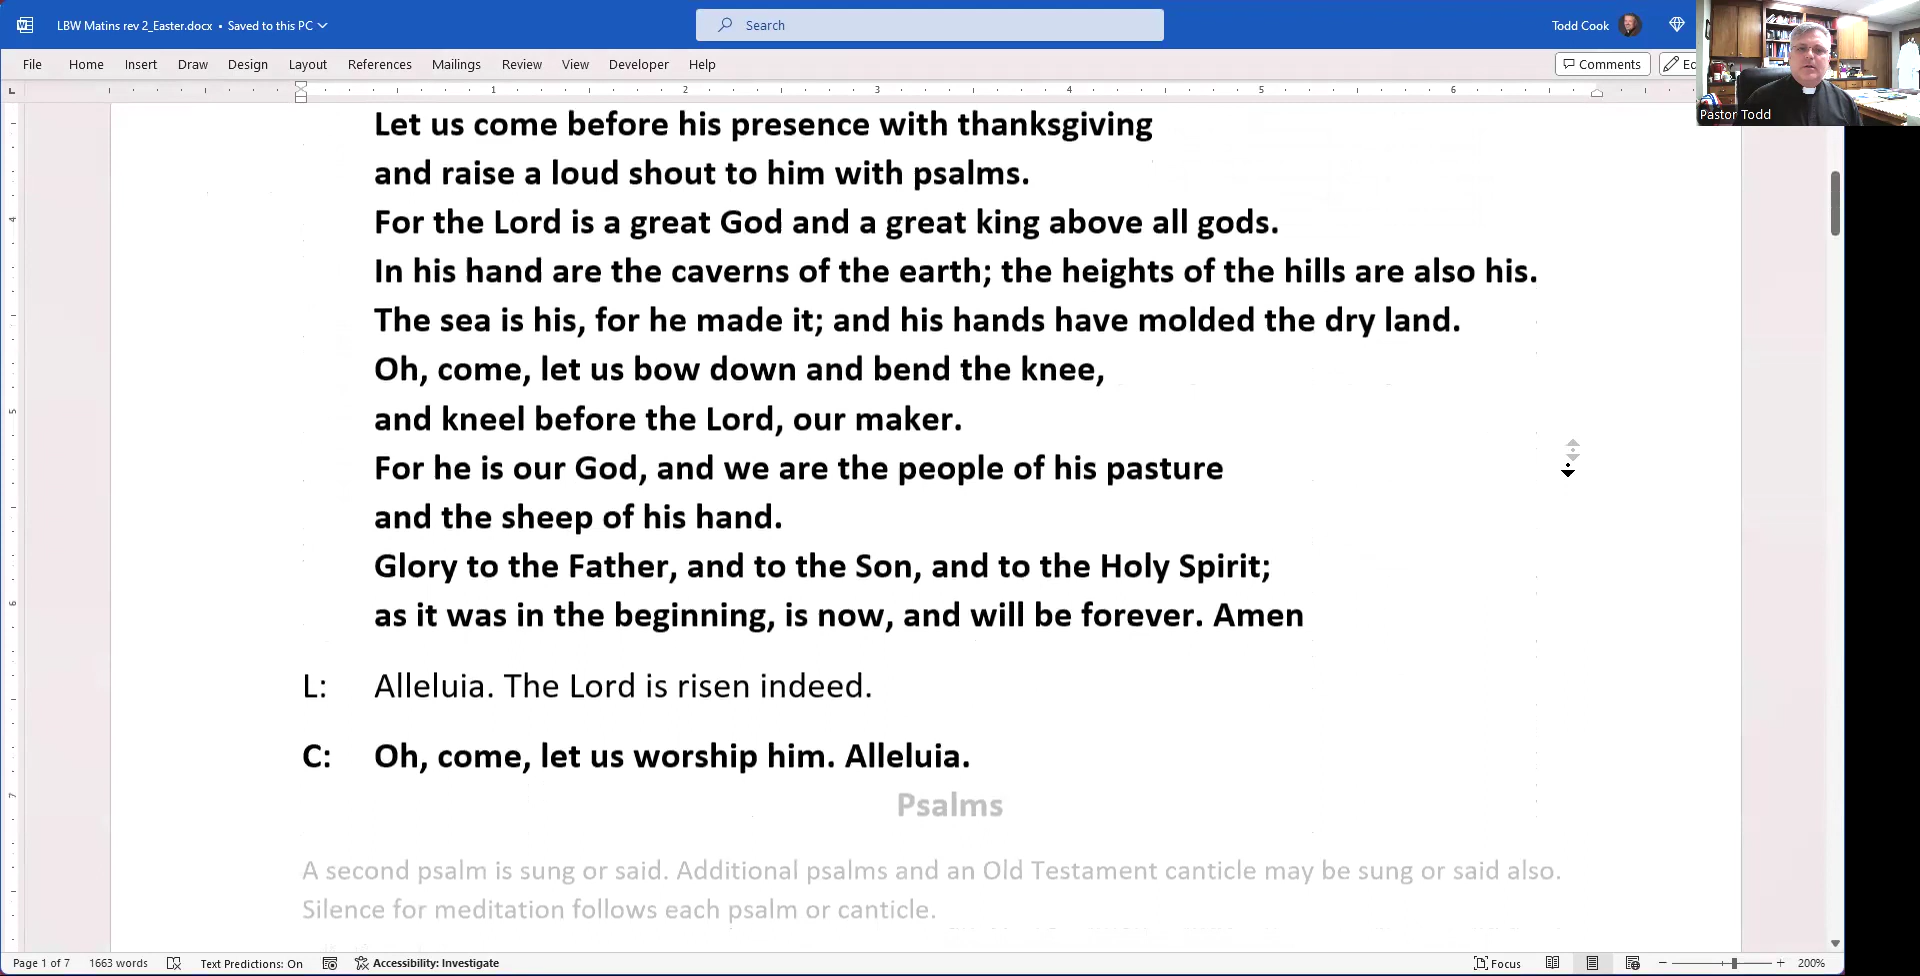 LBW Matins rev 2_Easter.docx • Saved to this PC
Search
Todd Cook
File Home Insert Draw Design Layout References Mailings Review View Developer Help
Comments
Pastor Todd
1 2 3 4 5 6
Let us come before his presence with thanksgiving
and raise a loud shout to him with psalms.
For the Lord is a great God and a great king above all gods.
4
In his hand are the caverns of the earth; the heights of the hills are also his.
The sea is his, for he made it; and his hands have molded the dry land.
Oh, come, let us bow down and bend the knee,
5
and kneel before the Lord, our maker.
For he is our God, and we are the people of his pasture
and the sheep of his hand.
Glory to the Father, and to the Son, and to the Holy Spirit;
6
as it was in the beginning, is now, and will be forever. Amen
L: Alleluia. The Lord is risen indeed.
C: Oh, come, let us worship him. Alleluia.
7
Psalms
A second psalm is sung or said. Additional psalms and an Old Testament canticle may be sung or said also.
Silence for meditation follows each psalm or canticle.
Page 1 of 7 1663 words Text Predictions: On Accessibility: Investigate Focus 200%